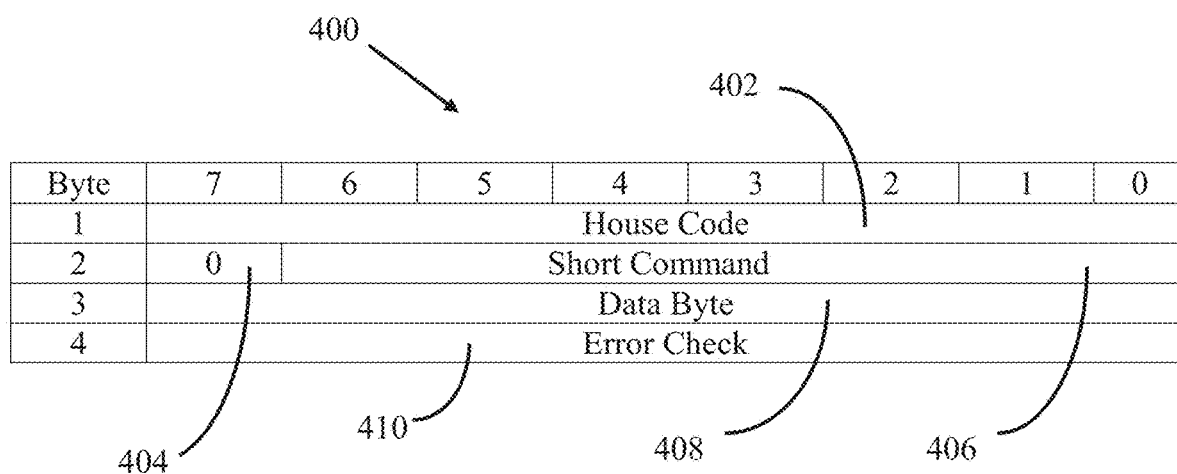 400
402
Byte 7 6 5 4 3 2 1 0
1 House Code
2 0 Short Command
3 Data Byte
4 Error Check
404
410
408
406